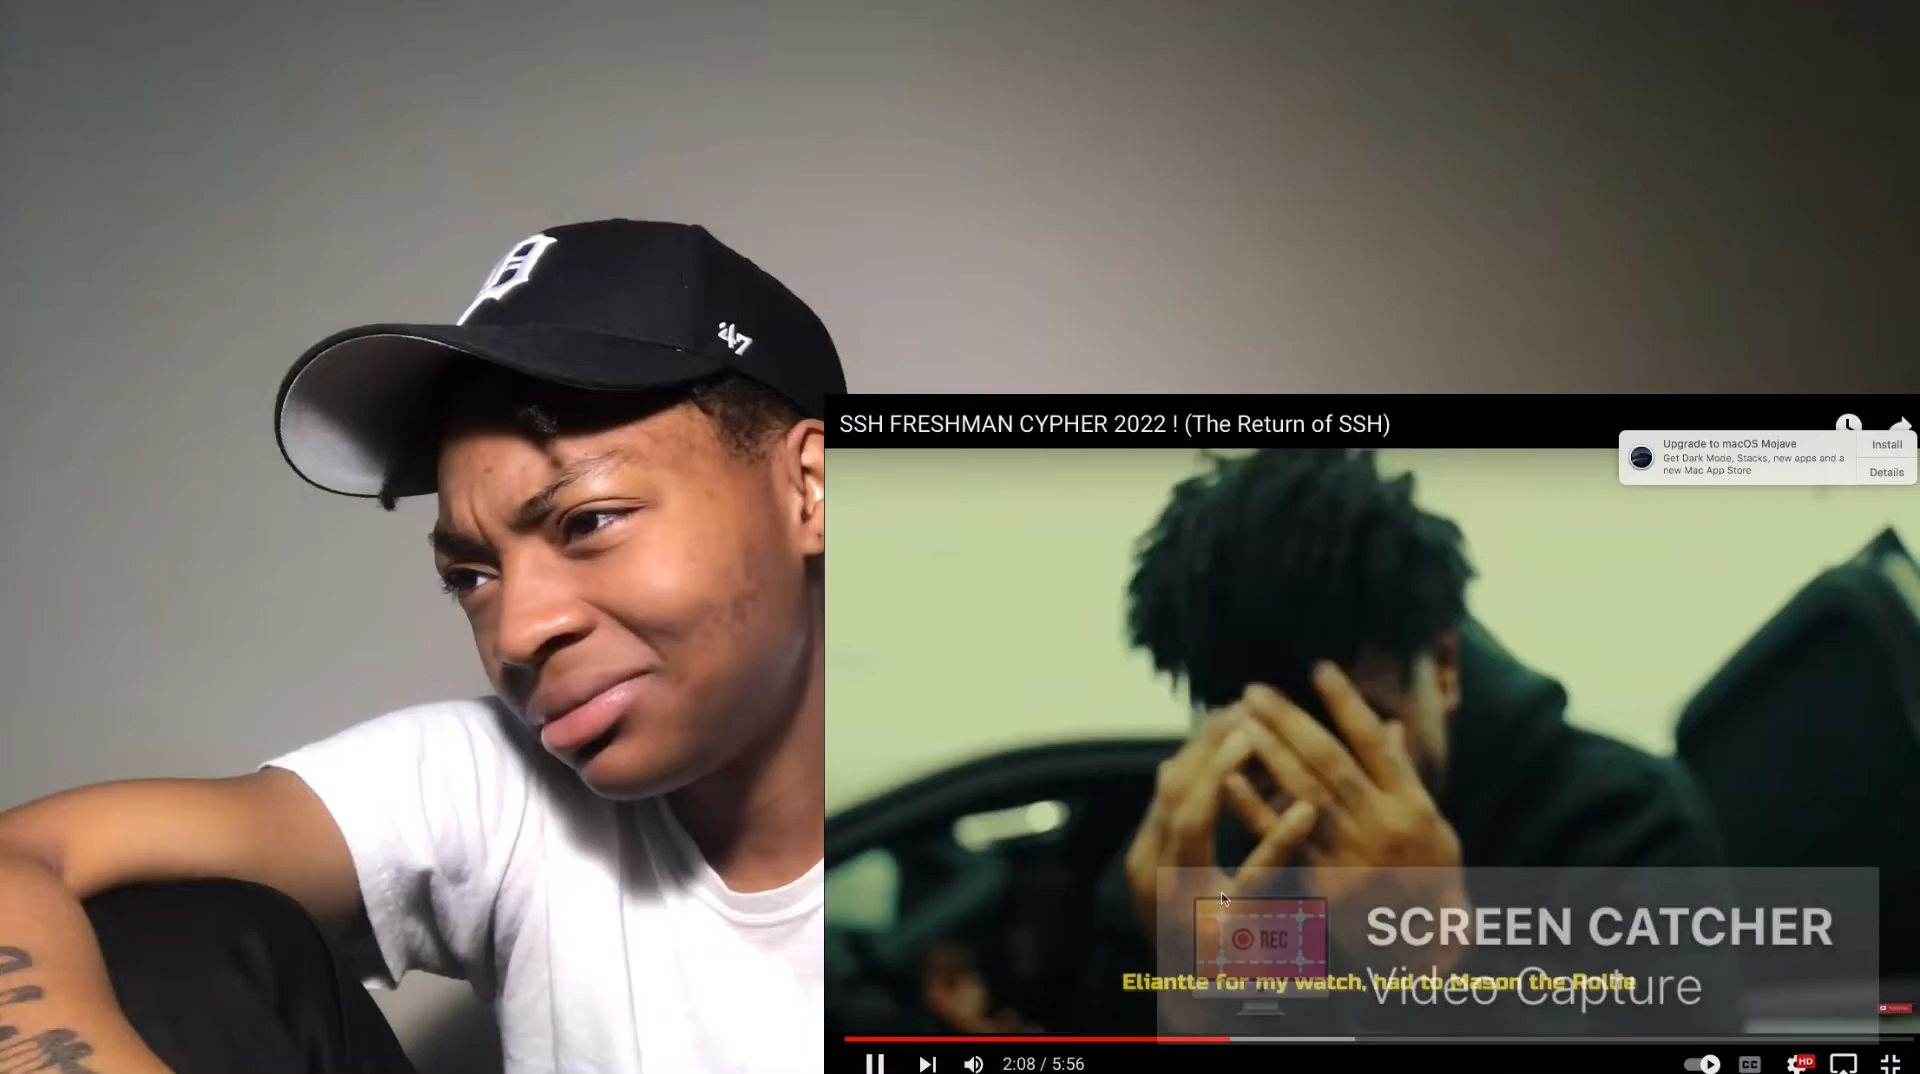 D
'47
SSH FRESHMAN CYPHER 2022 ! (The Return of SSH)
Upgrade to macOS Mojave
Install
Get Dark Mode, Stacks, new apps and a
new Mac App Store
Details
REC
SCREEN CATCHER
Video Capture
Eliantte for my watch, had to Mason the Rollie
2:08 / 5:56
CC
HD